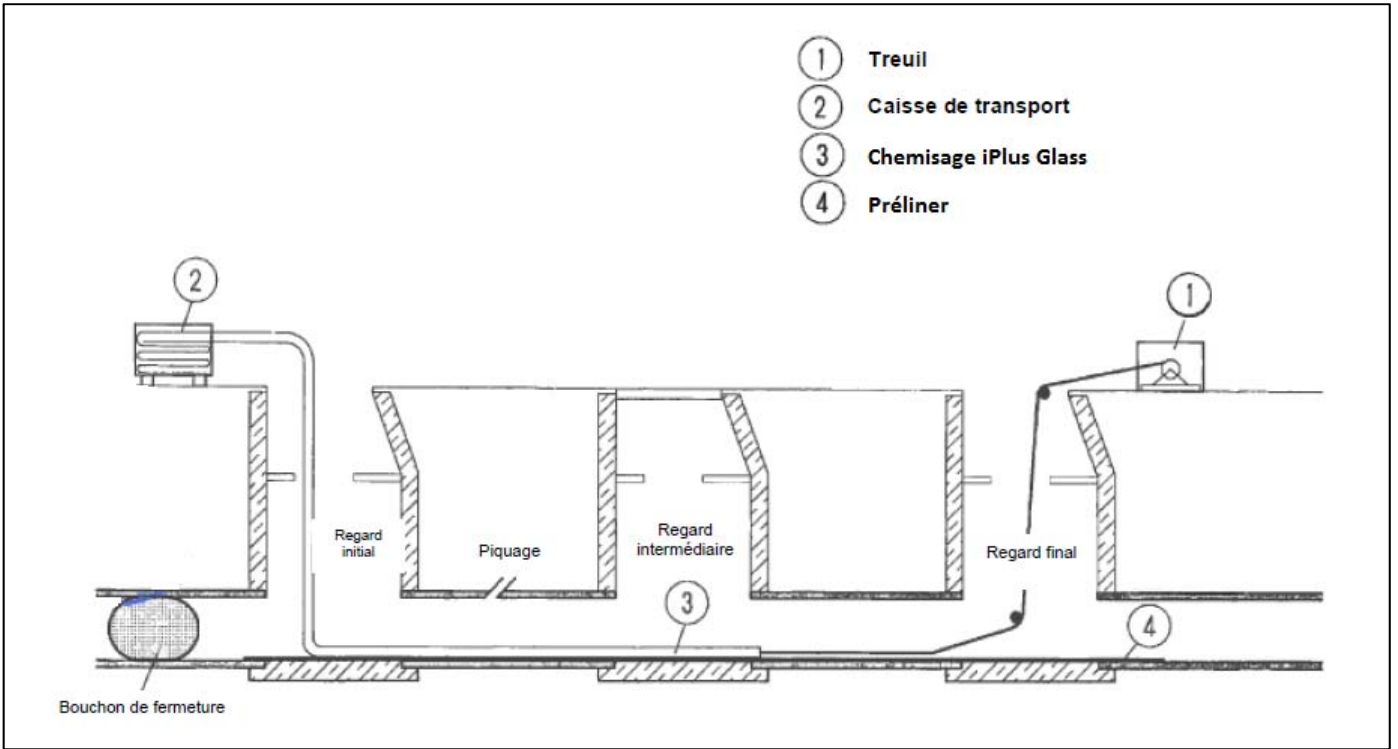 1 Treuil
2 Caisse de transport
3 Chemisage iPlus Glass
4 Préliner
2
1
Regard
initial
Piquage
Regard
intermédiaire
Regard final
3
4
Bouchon de fermeture